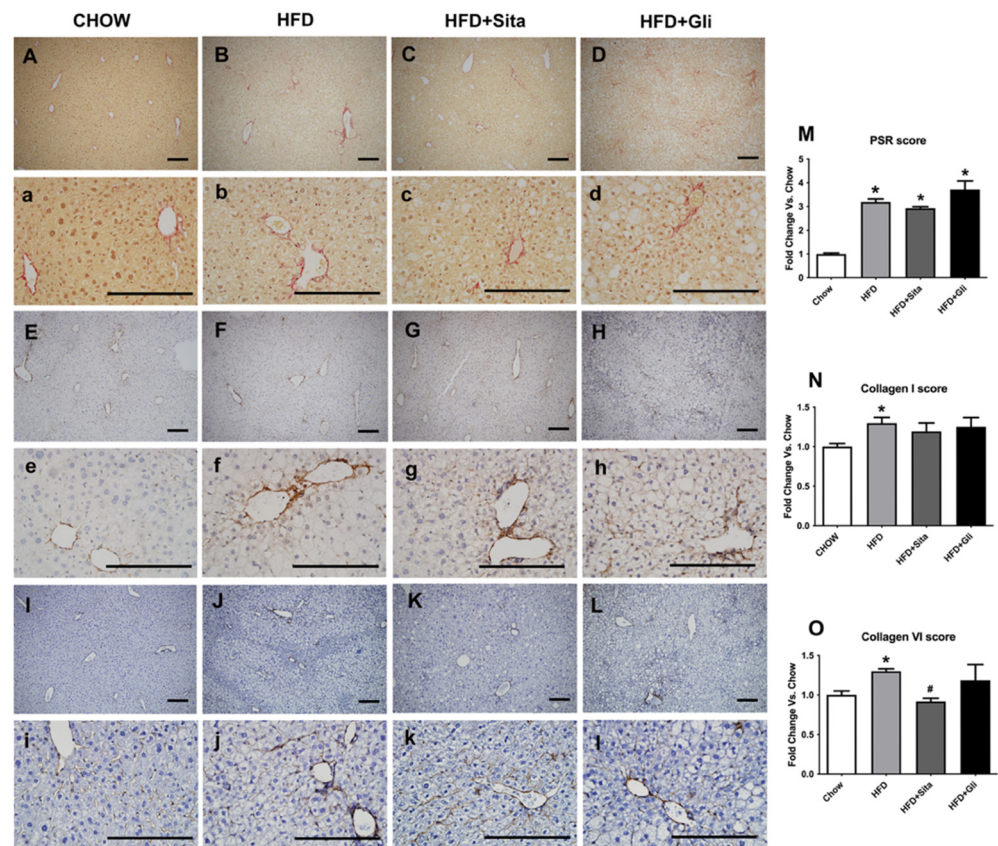 CHOW HFD HFD+Sita HFD+Gli
A B C D
a b c d
E F G H
e f g h
I J K L
i j k l
M
PSR score
Fold Change Vs. Chow
5
4
3
2
1
0
* * *
Chow HFD HFD+Sita HFD+Gli
N
Collagen I score
Fold Change Vs. Chow
1.5
1.0
0.5
0.0
*
CHOW HFD HFD+Sita HFD+Gli
O
Collagen VI score
Fold Change Vs. Chow
1.5
1.0
0.5
0.0
* #
Chow HFD HFD+Sita HFD+Gli